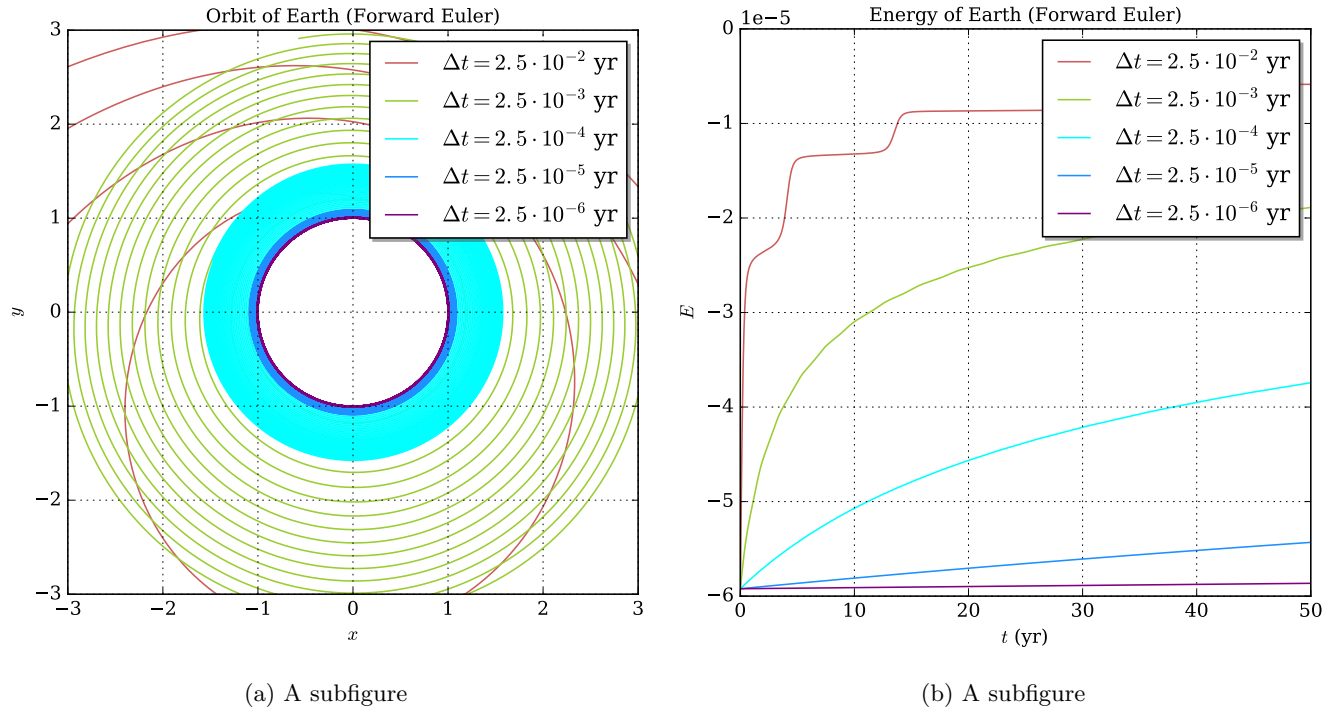 Orbit of Earth (Forward Euler)
3
2
1
0
−1
−2
−3
y
−3 −2 −1 0 1 2 3
x
Δt = 2.5 · 10⁻² yr
Δt = 2.5 · 10⁻³ yr
Δt = 2.5 · 10⁻⁴ yr
Δt = 2.5 · 10⁻⁵ yr
Δt = 2.5 · 10⁻⁶ yr
(a) A subfigure
Energy of Earth (Forward Euler)
1e−5
0
−1
−2
−3
−4
−5
−6
E
0 10 20 30 40 50
t (yr)
Δt = 2.5 · 10⁻² yr
Δt = 2.5 · 10⁻³ yr
Δt = 2.5 · 10⁻⁴ yr
Δt = 2.5 · 10⁻⁵ yr
Δt = 2.5 · 10⁻⁶ yr
(b) A subfigure